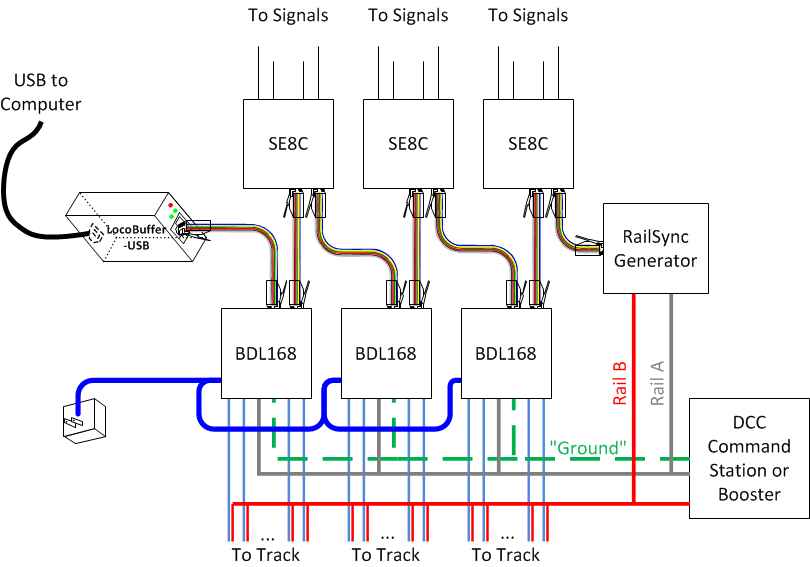 To Signals
To Signals
To Signals
USB to
Computer
SE8C
SE8C
SE8C
LocoBuffer
-USB
RailSync
Generator
BDL168
BDL168
BDL168
Rail B
Rail A
DCC
Command
Station or
Booster
"Ground"
...
...
...
To Track
To Track
To Track